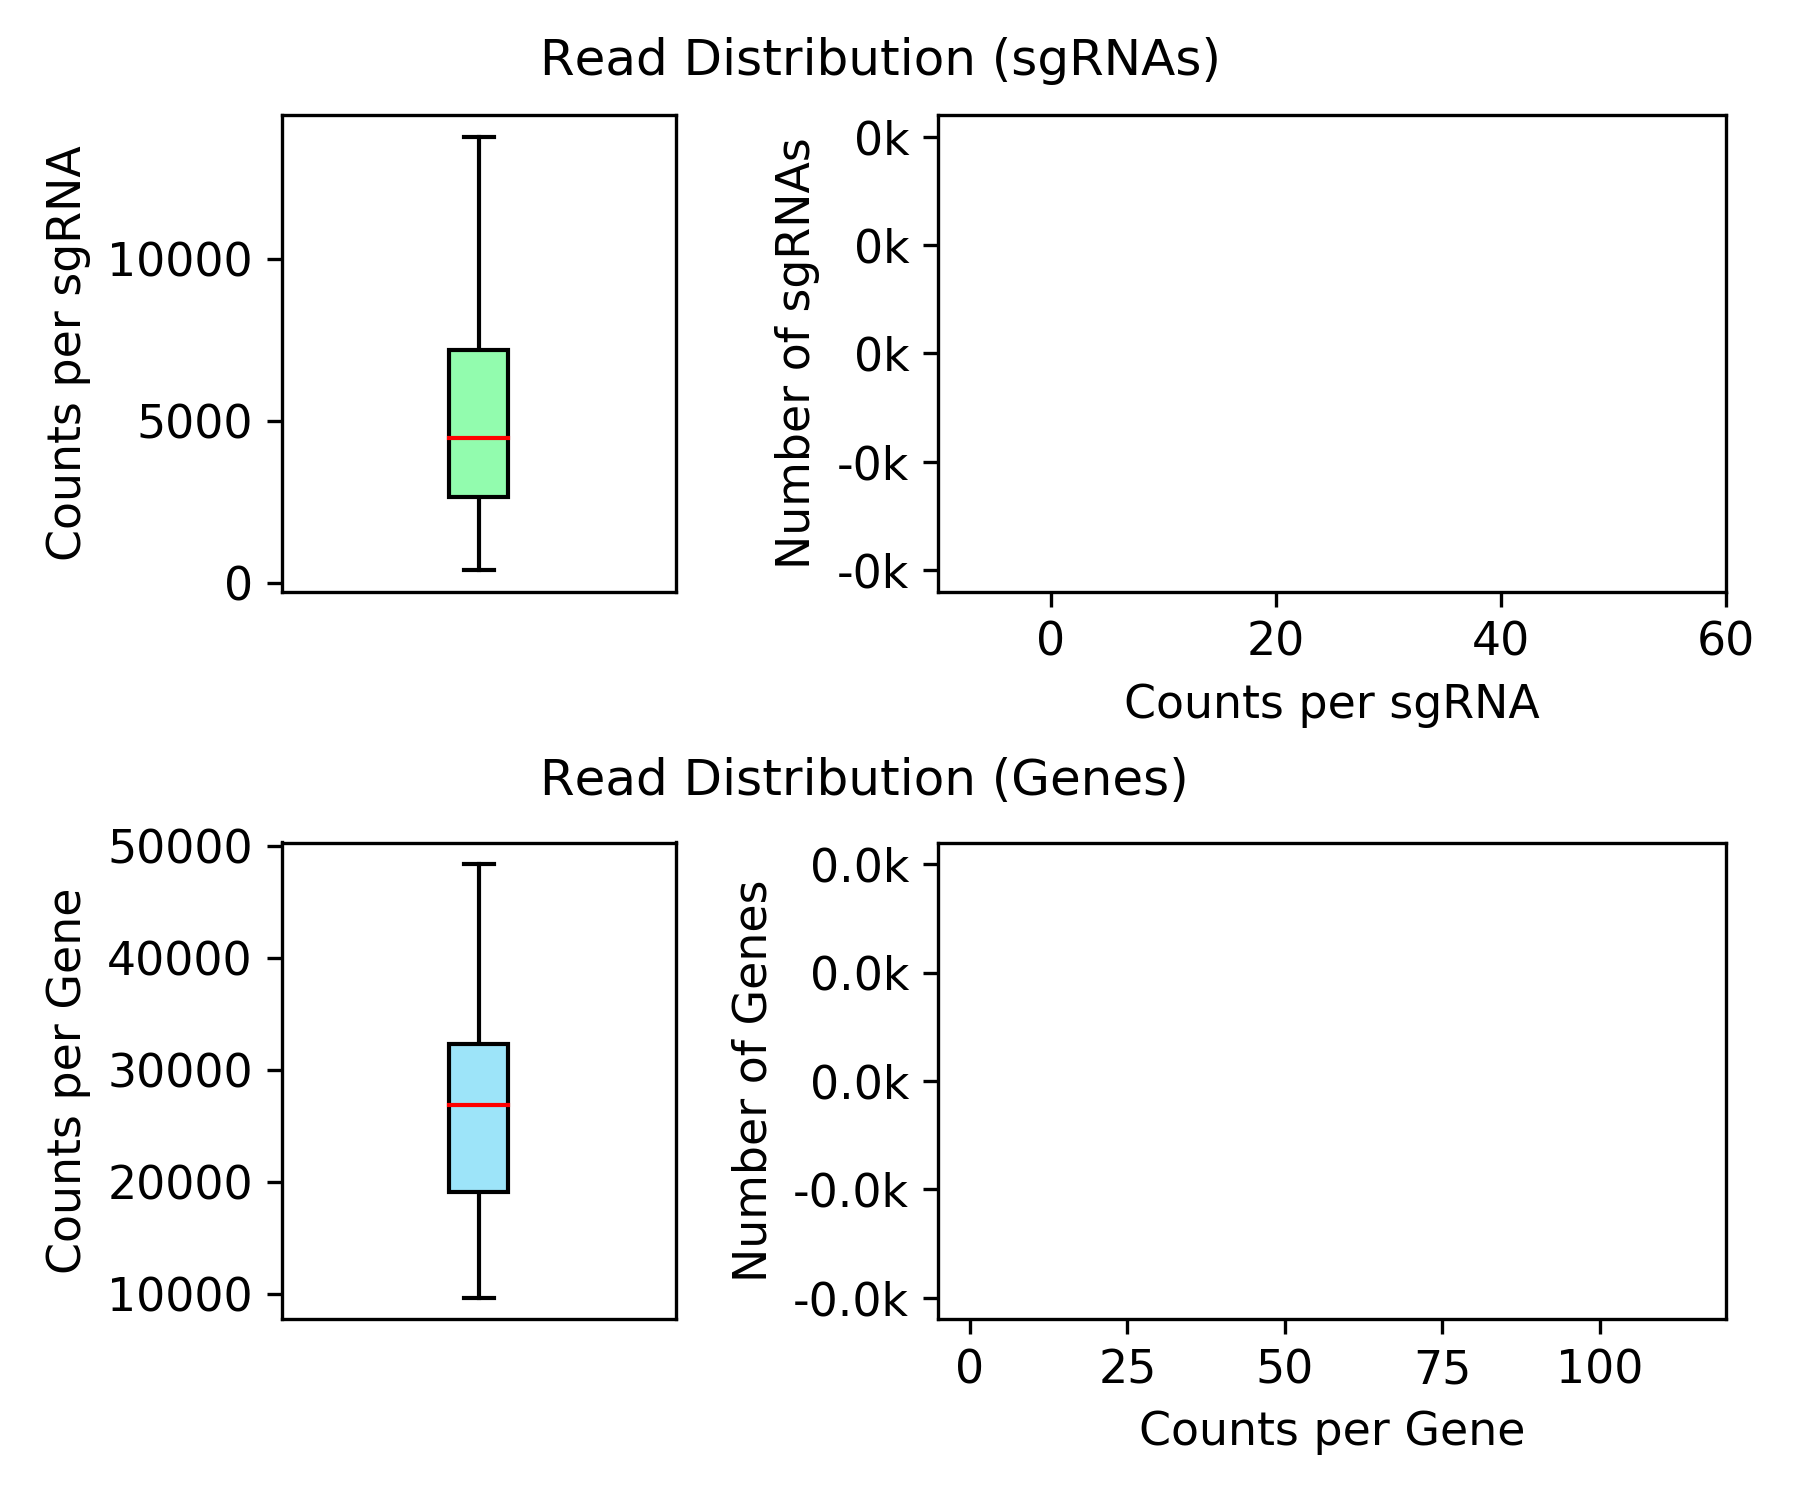 Read Distribution (sgRNAs)
Counts per sgRNA
10000
5000
0
Number of sgRNAs
0k
0k
0k
-0k
-0k
0 20 40 60
Counts per sgRNA
Read Distribution (Genes)
Counts per Gene
50000
40000
30000
20000
10000
Number of Genes
0.0k
0.0k
0.0k
-0.0k
-0.0k
0 25 50 75 100
Counts per Gene